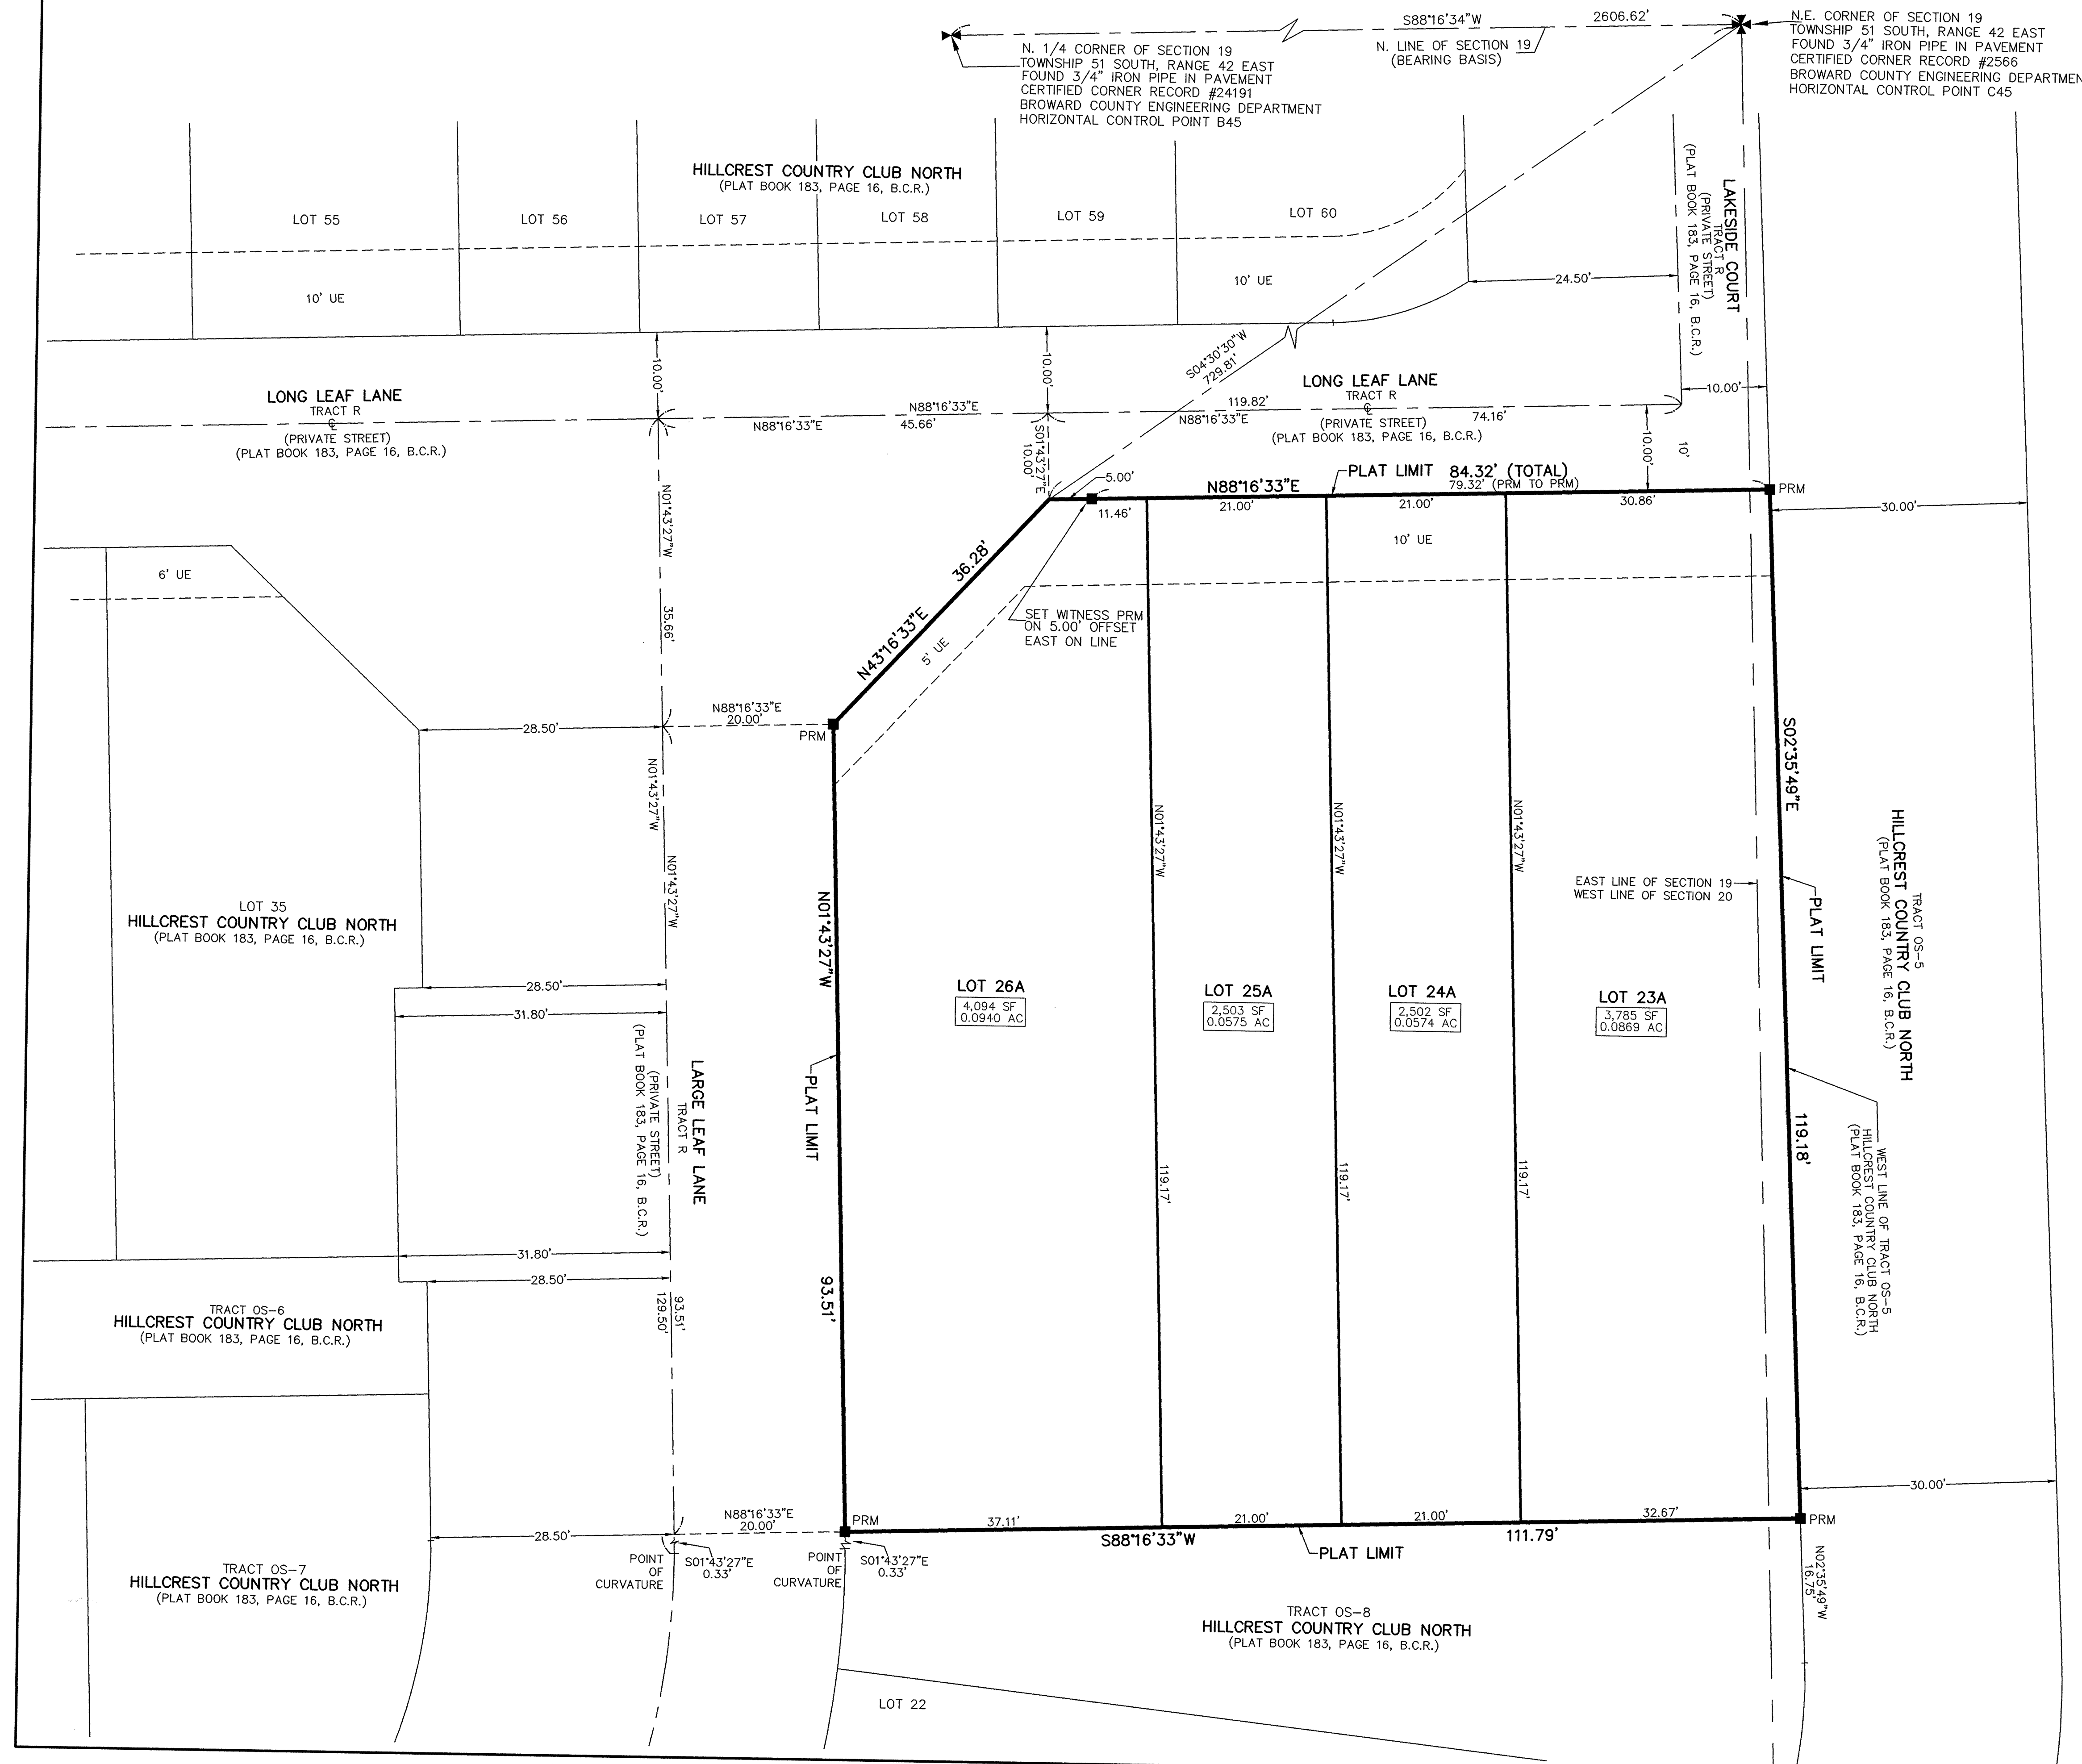 S88°16'34"W
2606.62'
N. LINE OF SECTION 19
(BEARING BASIS)
N. 1/4 CORNER OF SECTION 19
TOWNSHIP 51 SOUTH, RANGE 42 EAST
FOUND 3/4" IRON PIPE IN PAVEMENT
CERTIFIED CORNER RECORD #24191
BROWARD COUNTY ENGINEERING DEPARTMENT
HORIZONTAL CONTROL POINT B45
N.E. CORNER OF SECTION 19
TOWNSHIP 51 SOUTH, RANGE 42 EAST
FOUND 3/4" IRON PIPE IN PAVEMENT
CERTIFIED CORNER RECORD #2566
BROWARD COUNTY ENGINEERING DEPARTMEN
HORIZONTAL CONTROL POINT C45
HILLCREST COUNTRY CLUB NORTH
(PLAT BOOK 183, PAGE 16, B.C.R.)
LOT 55
LOT 56
LOT 57
LOT 58
LOT 59
LOT 60
10' UE
10' UE
24.50'
LAKESIDE COURT
TRACT R
(PRIVATE STREET)
(PLAT BOOK 183, PAGE 16, B.C.R.)
10.00'
10.00'
S04°30'30"W
729.81'
10.00'
LONG LEAF LANE
TRACT R
℄
(PRIVATE STREET)
(PLAT BOOK 183, PAGE 16, B.C.R.)
N88°16'33"E
45.66'
N88°16'33"E
119.82'
N88°16'33"E
74.16'
LONG LEAF LANE
TRACT R
℄
(PRIVATE STREET)
(PLAT BOOK 183, PAGE 16, B.C.R.)
S01°43'27"E
10.00'
10.00'
10'
5.00'
N88°16'33"E
PLAT LIMIT 84.32' (TOTAL)
79.32' (PRM TO PRM)
PRM
11.46'
21.00'
21.00'
30.86'
30.00'
10' UE
6' UE
N01°43'27"W
35.66'
36.28'
N43°16'33"E
5' UE
SET WITNESS PRM
ON 5.00' OFFSET
EAST ON LINE
28.50'
N88°16'33"E
20.00'
PRM
N01°43'27"W
N01°43'27"W
N01°43'27"W
N01°43'27"W
N01°43'27"W
N01°43'27"W
S02°35'49"E
EAST LINE OF SECTION 19
WEST LINE OF SECTION 20
PLAT LIMIT
TRACT OS-5
HILLCREST COUNTRY CLUB NORTH
(PLAT BOOK 183, PAGE 16, B.C.R.)
LOT 35
HILLCREST COUNTRY CLUB NORTH
(PLAT BOOK 183, PAGE 16, B.C.R.)
28.50'
31.80'
LOT 26A
4,094 SF
0.0940 AC
LOT 25A
2,503 SF
0.0575 AC
LOT 24A
2,502 SF
0.0574 AC
LOT 23A
3,785 SF
0.0869 AC
LARGE LEAF LANE
TRACT R
(PRIVATE STREET)
(PLAT BOOK 183, PAGE 16, B.C.R.)
PLAT LIMIT
119.17'
119.17'
119.17'
119.18'
WEST LINE OF TRACT OS-5
HILLCREST COUNTRY CLUB NORTH
(PLAT BOOK 183, PAGE 16, B.C.R.)
31.80'
28.50'
93.51'
129.50'
93.51'
TRACT OS-6
HILLCREST COUNTRY CLUB NORTH
(PLAT BOOK 183, PAGE 16, B.C.R.)
30.00'
28.50'
N88°16'33"E
20.00'
PRM
37.11'
21.00'
21.00'
32.67'
PRM
S88°16'33"W
111.79'
PLAT LIMIT
S01°43'27"E
0.33'
S01°43'27"E
0.33'
POINT
OF
CURVATURE
POINT
OF
CURVATURE
N02°35'49"W
16.75'
TRACT OS-7
HILLCREST COUNTRY CLUB NORTH
(PLAT BOOK 183, PAGE 16, B.C.R.)
TRACT OS-8
HILLCREST COUNTRY CLUB NORTH
(PLAT BOOK 183, PAGE 16, B.C.R.)
LOT 22